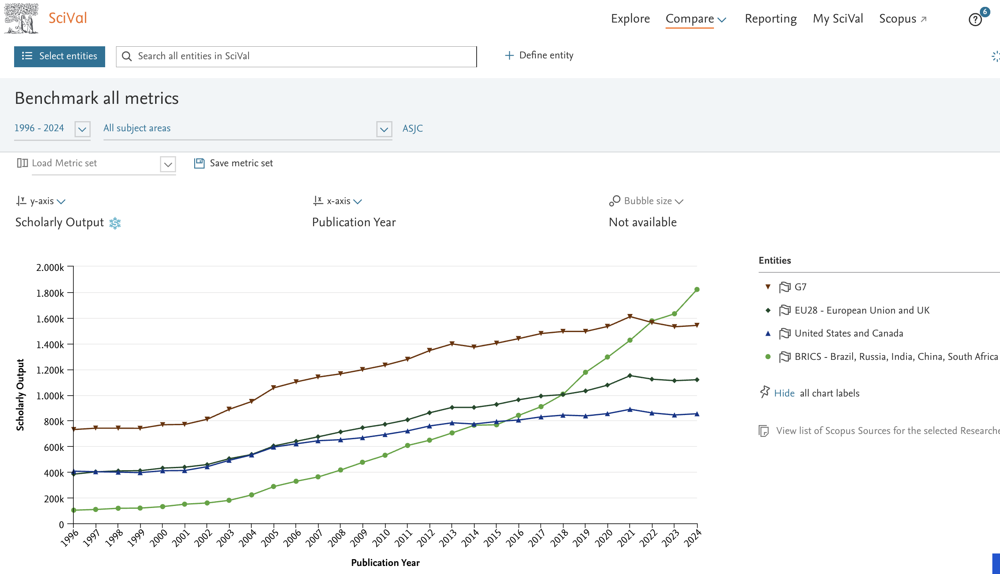 SciVal
Explore Compare Reporting My SciVal Scopus 6
Select entities Search all entities in SciVal Define entity
Benchmark all metrics
1996 - 2024 All subject areas ASJC
Load Metric set Save metric set
y-axis x-axis Bubble size
Scholarly Output Publication Year Not available
Entities
G7
EU28 - European Union and UK
United States and Canada
BRICS - Brazil, Russia, India, China, South Africa
Hide all chart labels
View list of Scopus Sources for the selected Researche
Scholarly Output
2.000k
1.800k
1.600k
1.400k
1.200k
1.000k
800k
600k
400k
200k
0
1996 1997 1998 1999 2000 2001 2002 2003 2004 2005 2006 2007 2008 2009 2010 2011 2012 2013 2014 2015 2016 2017 2018 2019 2020 2021 2022 2023 2024
Publication Year